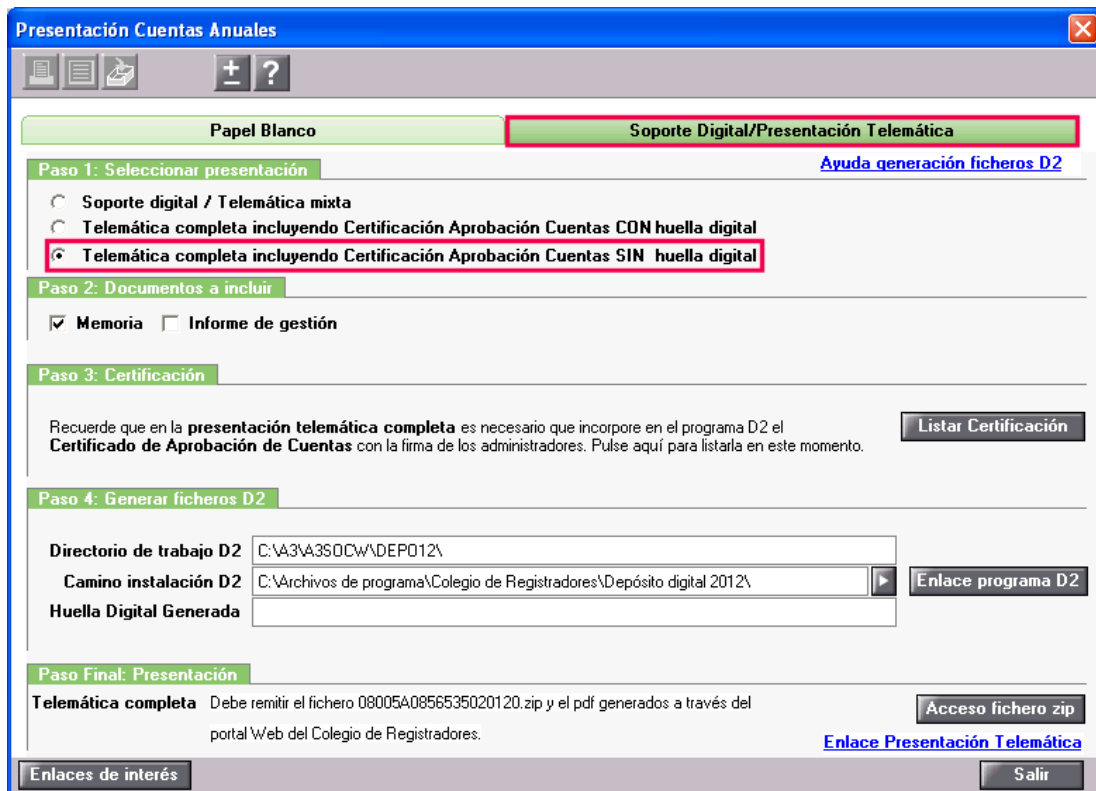 Presentación Cuentas Anuales
±?
Papel Blanco
Soporte Digital/Presentación Telemática
Paso 1: Seleccionar presentación
Ayuda generación ficheros D2
Soporte digital / Telemática mixta
Telemática completa incluyendo Certificación Aprobación Cuentas CON huella digital
Telemática completa incluyendo Certificación Aprobación Cuentas SIN huella digital
Paso 2: Documentos a incluir
Memoria Informe de gestión
Paso 3: Certificación
Recuerde que en la presentación telemática completa es necesario que incorpore en el programa D2 el
Certificado de Aprobación de Cuentas con la firma de los administradores. Pulse aquí para listarla en este momento.
Listar Certificación
Paso 4: Generar ficheros D2
Directorio de trabajo D2 C:\A3\A3SOCW\DEPO12\
Camino instalación D2 C:\Archivos de programa\Colegio de Registradores\Depósito digital 2012\ Enlace programa D2
Huella Digital Generada
Paso Final: Presentación
Telemática completa Debe remitir el fichero 08005A0856535020120.zip y el pdf generados a través del
portal Web del Colegio de Registradores.
Acceso fichero zip
Enlace Presentación Telemática
Enlaces de interés Salir